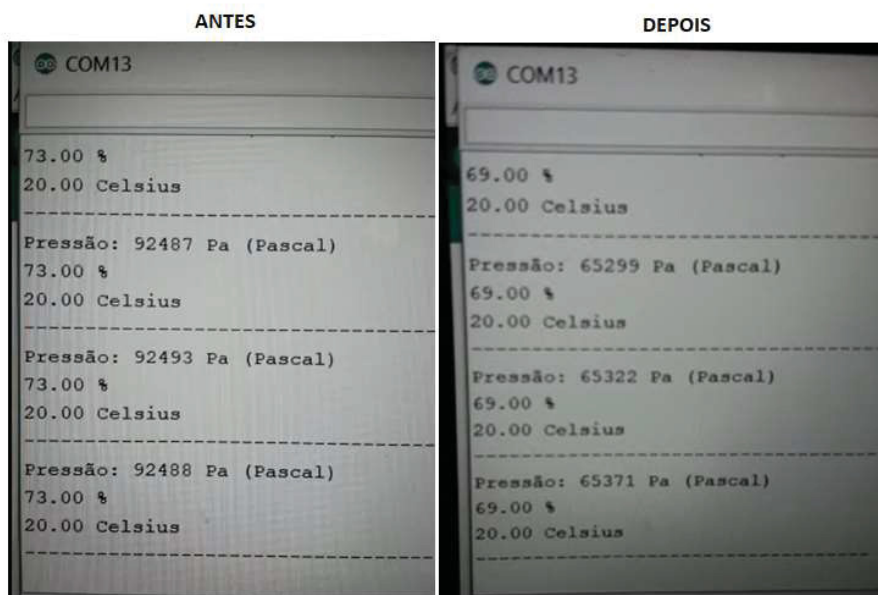 ANTES
COM13
73.00 %
20.00 Celsius
Pressão: 92487 Pa (Pascal)
73.00 %
20.00 Celsius
Pressão: 92493 Pa (Pascal)
73.00 %
20.00 Celsius
Pressão: 92488 Pa (Pascal)
73.00 %
20.00 Celsius
DEPOIS
COM13
69.00 %
20.00 Celsius
Pressão: 65299 Pa (Pascal)
69.00 %
20.00 Celsius
Pressão: 65322 Pa (Pascal)
69.00 %
20.00 Celsius
Pressão: 65371 Pa (Pascal)
69.00 %
20.00 Celsius